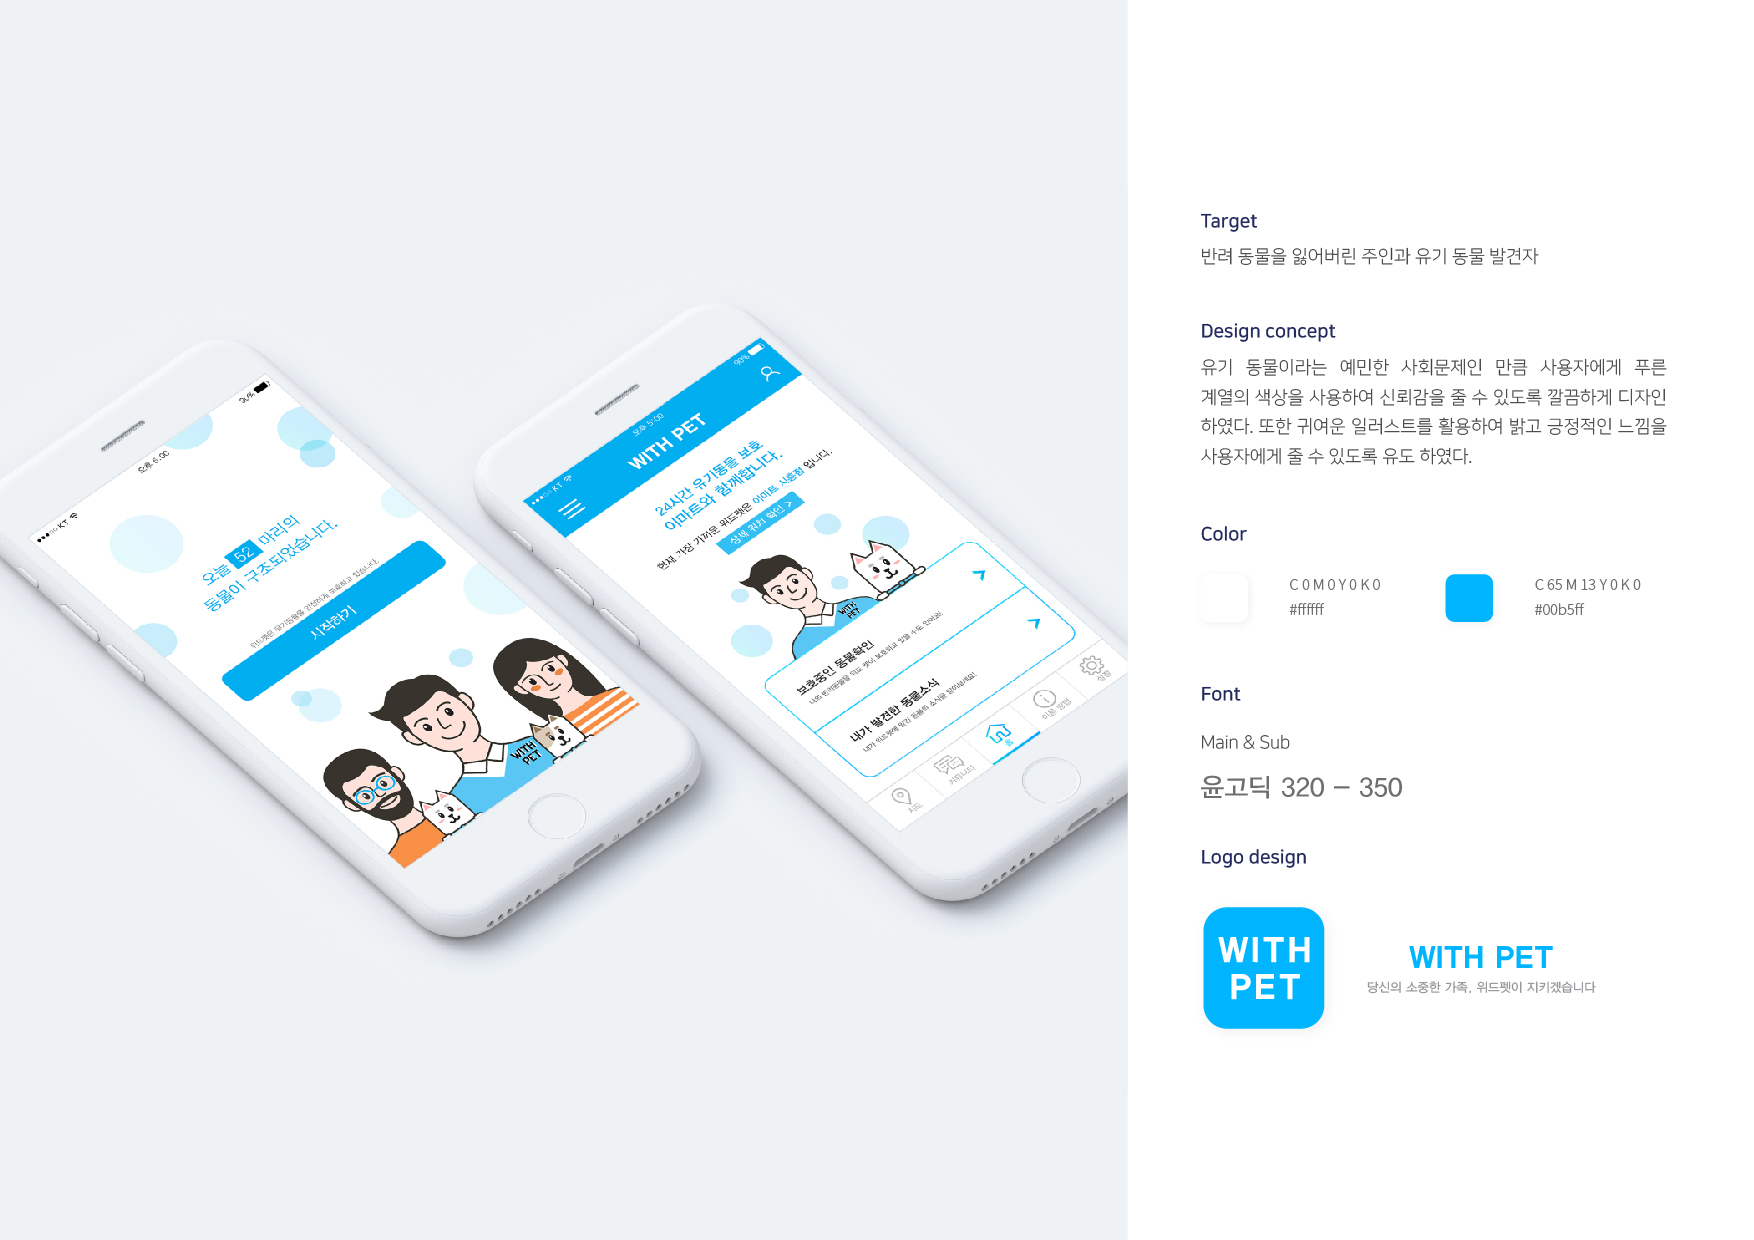 ●●●○○ KT
오후 6:00
90%
오늘 52 마리의
동물이 구조되었습니다.
위드펫은 유기동물을 안전하게 보호하고 있습니다.
시작하기
WITH
PET
●●●○○ KT
오후 5:00
90%
WITH PET
24시간 유기동물 보호
이마트와 함께합니다.
현재 가장 가까운 위드펫은 이마트 시흥점 입니다.
상세 위치 확인 >
WITH
PET
보호중인 동물확인
내가 발견한 동물소식
지도
커뮤니티
홈
이용 방법
설정
Target
반려 동물을 잃어버린 주인과 유기 동물 발견자
Design concept
유기 동물이라는 예민한 사회문제인 만큼 사용자에게 푸른
계열의 색상을 사용하여 신뢰감을 줄 수 있도록 깔끔하게 디자인
하였다. 또한 귀여운 일러스트를 활용하여 밝고 긍정적인 느낌을
사용자에게 줄 수 있도록 유도 하였다.
Color
C 0 M 0 Y 0 K 0
#ffffff
C 65 M 13 Y 0 K 0
#00b5ff
Font
Main & Sub
윤고딕 320 – 350
Logo design
WITH
PET
WITH PET
당신의 소중한 가족, 위드펫이 지키겠습니다